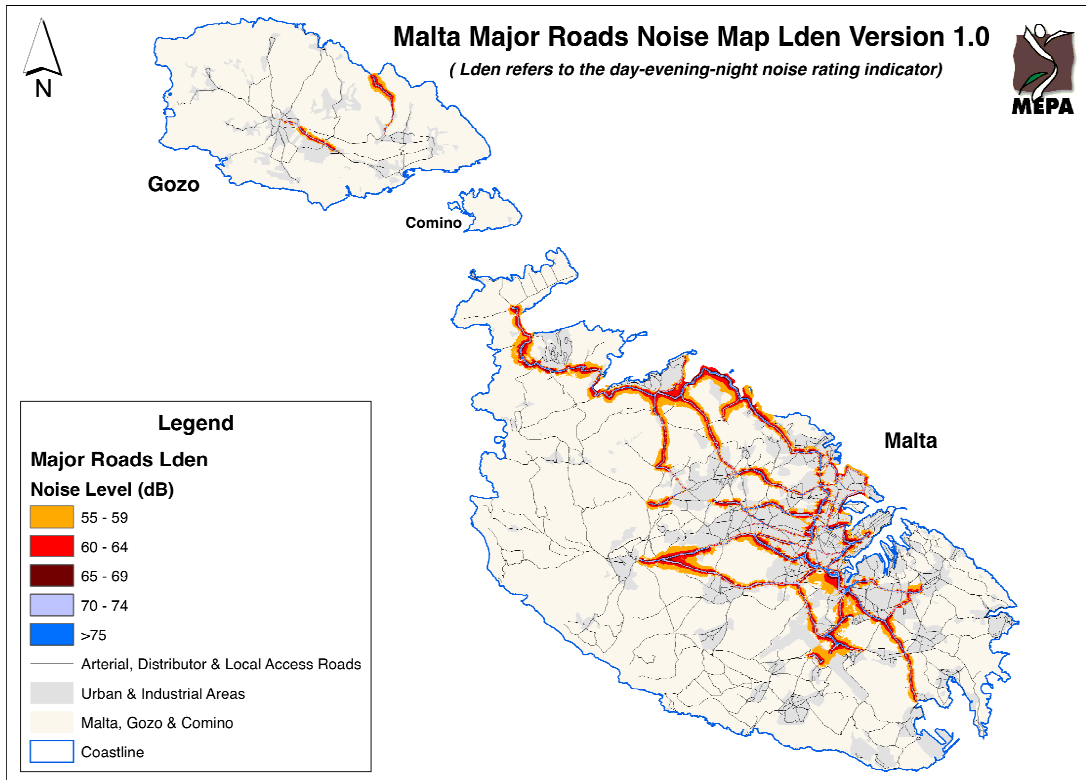 Malta Major Roads Noise Map Lden Version 1.0
( Lden refers to the day-evening-night noise rating indicator)
N
MEPA
Gozo
Comino
Malta
Legend
Major Roads Lden
Noise Level (dB)
55 - 59
60 - 64
65 - 69
70 - 74
>75
Arterial, Distributor & Local Access Roads
Urban & Industrial Areas
Malta, Gozo & Comino
Coastline